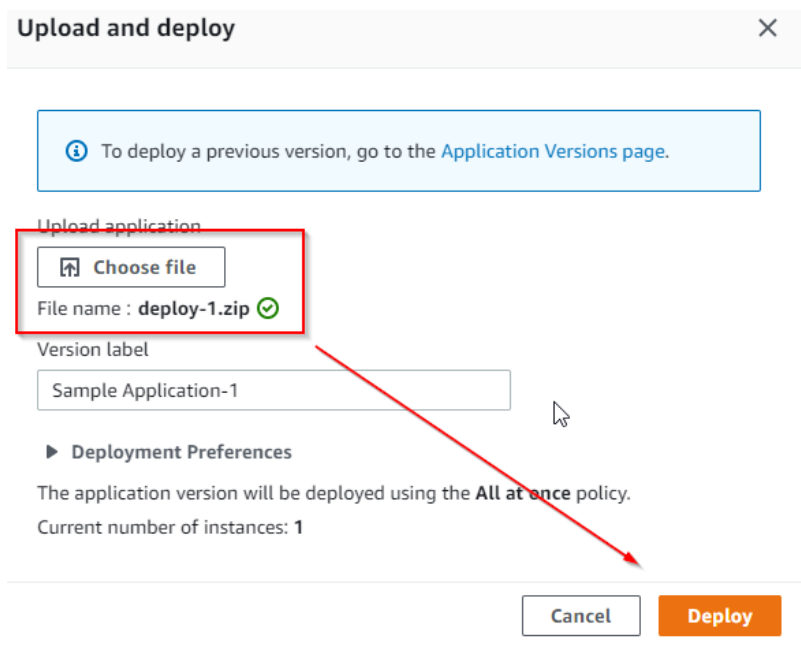 Upload and deploy
To deploy a previous version, go to the Application Versions page.
Upload application
Choose file
File name : deploy-1.zip
Version label
Sample Application-1
Deployment Preferences
The application version will be deployed using the All at once policy.
Current number of instances: 1
Cancel
Deploy